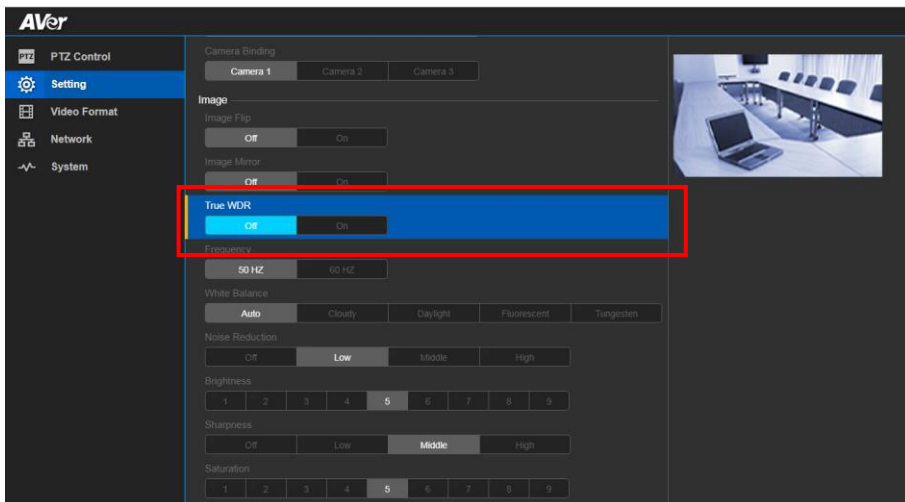 AVer
PTZ PTZ Control
Setting
Video Format
Network
System
Camera Binding
Camera 1 Camera 2 Camera 3
Image
Image Flip
Off On
Image Mirror
Off On
True WDR
Off On
Frequency
50 HZ 60 HZ
White Balance
Auto Cloudy Daylight Fluorescent Tungesten
Noise Reduction
Off Low Middle High
Brightness
1 2 3 4 5 6 7 8 9
Sharpness
Off Low Middle High
Saturation
1 2 3 4 5 6 7 8 9